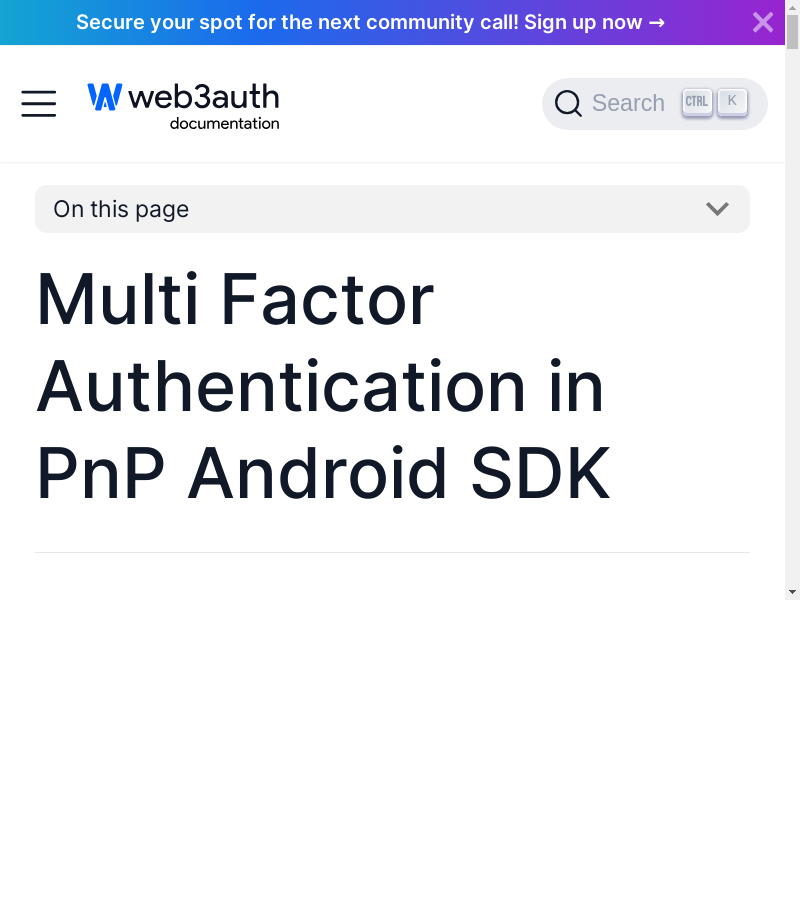 Secure your spot for the next community call! Sign up now →
web3auth
documentation
Search CTRL K
On this page
Multi Factor
Authentication in
PnP Android SDK